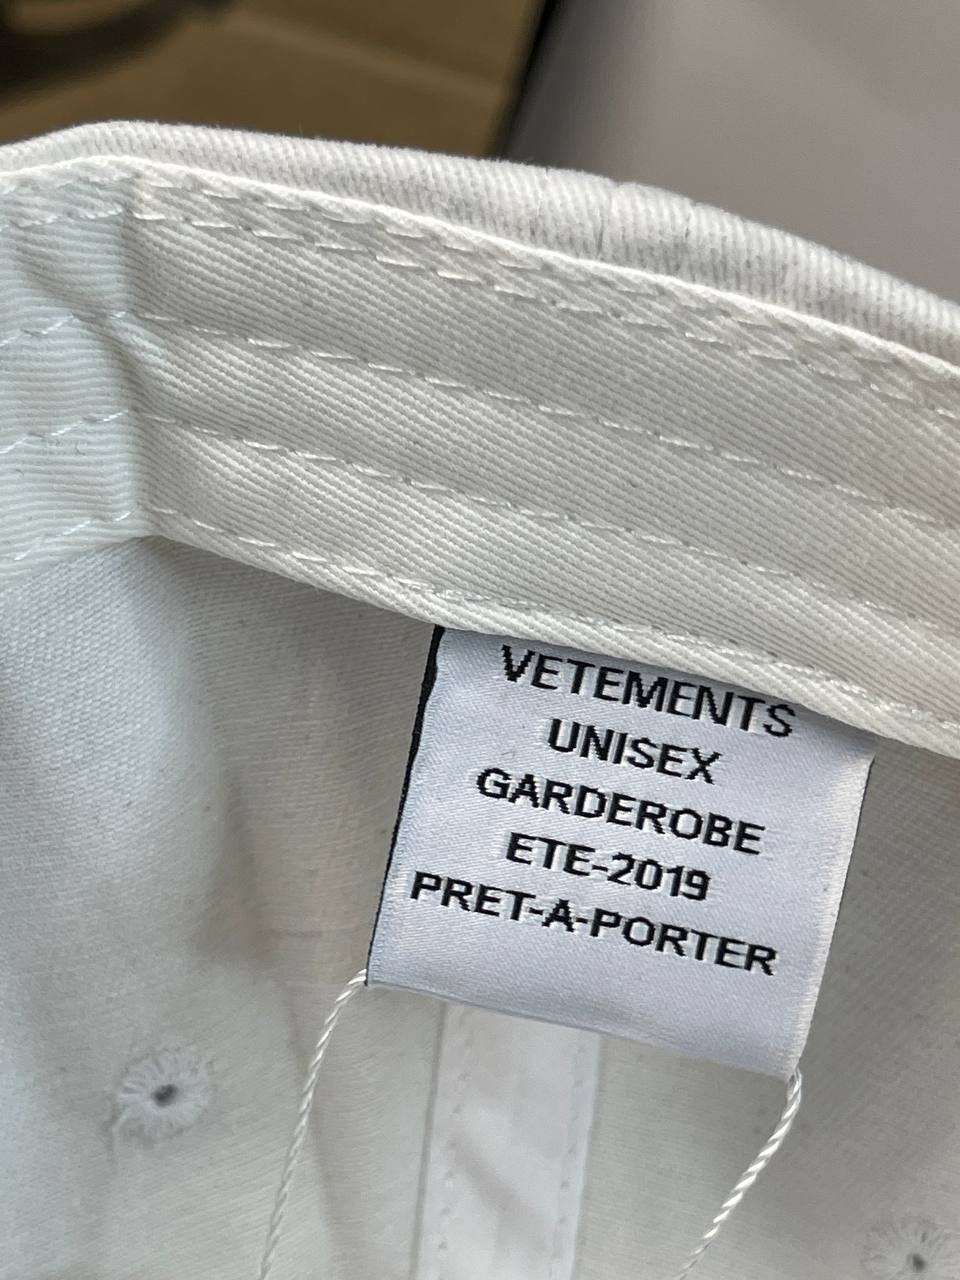 VETEMENTS
UNISEX
GARDEROBE
ETE-2019
PRET-A-PORTER